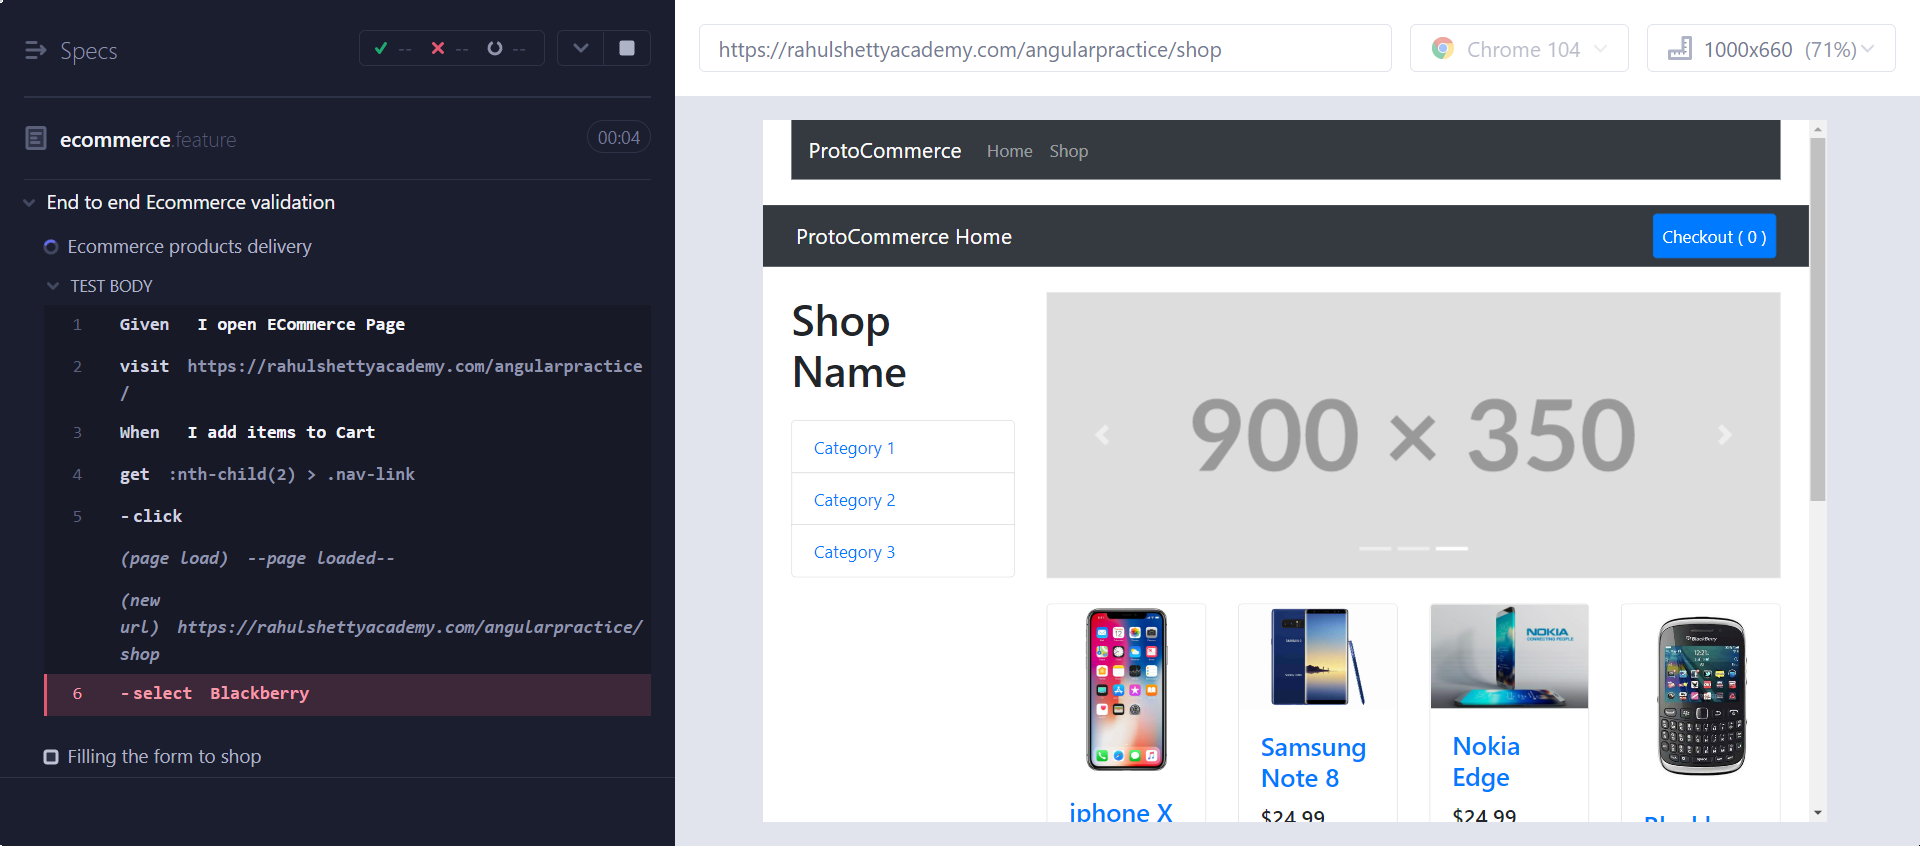 Specs
-- -- --
ecommerce.feature
00:04
End to end Ecommerce validation
Ecommerce products delivery
TEST BODY
1 Given I open ECommerce Page
2 visit https://rahulshettyacademy.com/angularpractice
/
3 When I add items to Cart
4 get :nth-child(2) > .nav-link
5 -click
(page load) --page loaded--
(new
url) https://rahulshettyacademy.com/angularpractice/
shop
6 -select Blackberry
Filling the form to shop
https://rahulshettyacademy.com/angularpractice/shop
Chrome 104
1000x660 (71%)
ProtoCommerce Home Shop
ProtoCommerce Home
Checkout ( 0 )
Shop
Name
Category 1
Category 2
Category 3
900 × 350
NOKIA
CONNECTING PEOPLE
BlackBerry
iphone X
Samsung
Note 8
$24.99
Nokia
Edge
$24.99